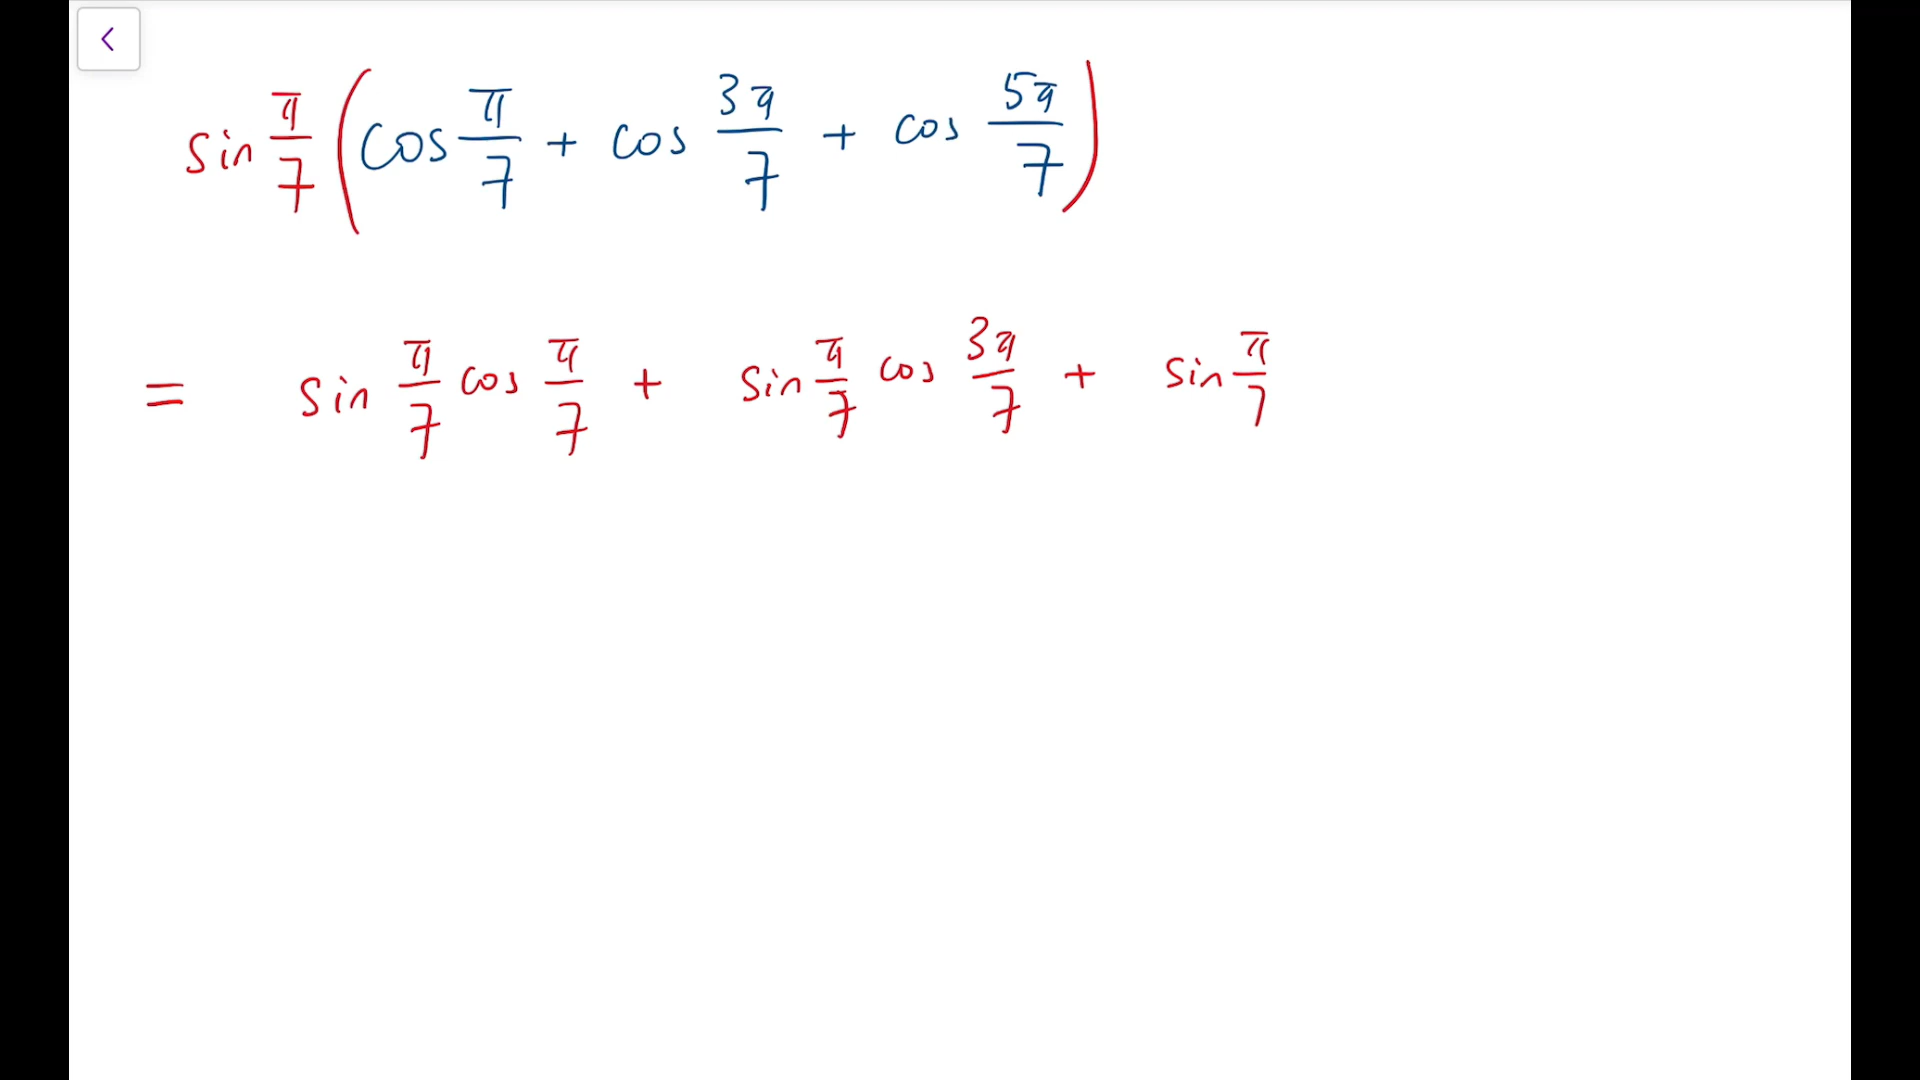 sin π/7 (cos π/7 + cos 3π/7 + cos 5π/7)
= sin π/7 cos π/7 + sin π/7 cos 3π/7 + sin π/7